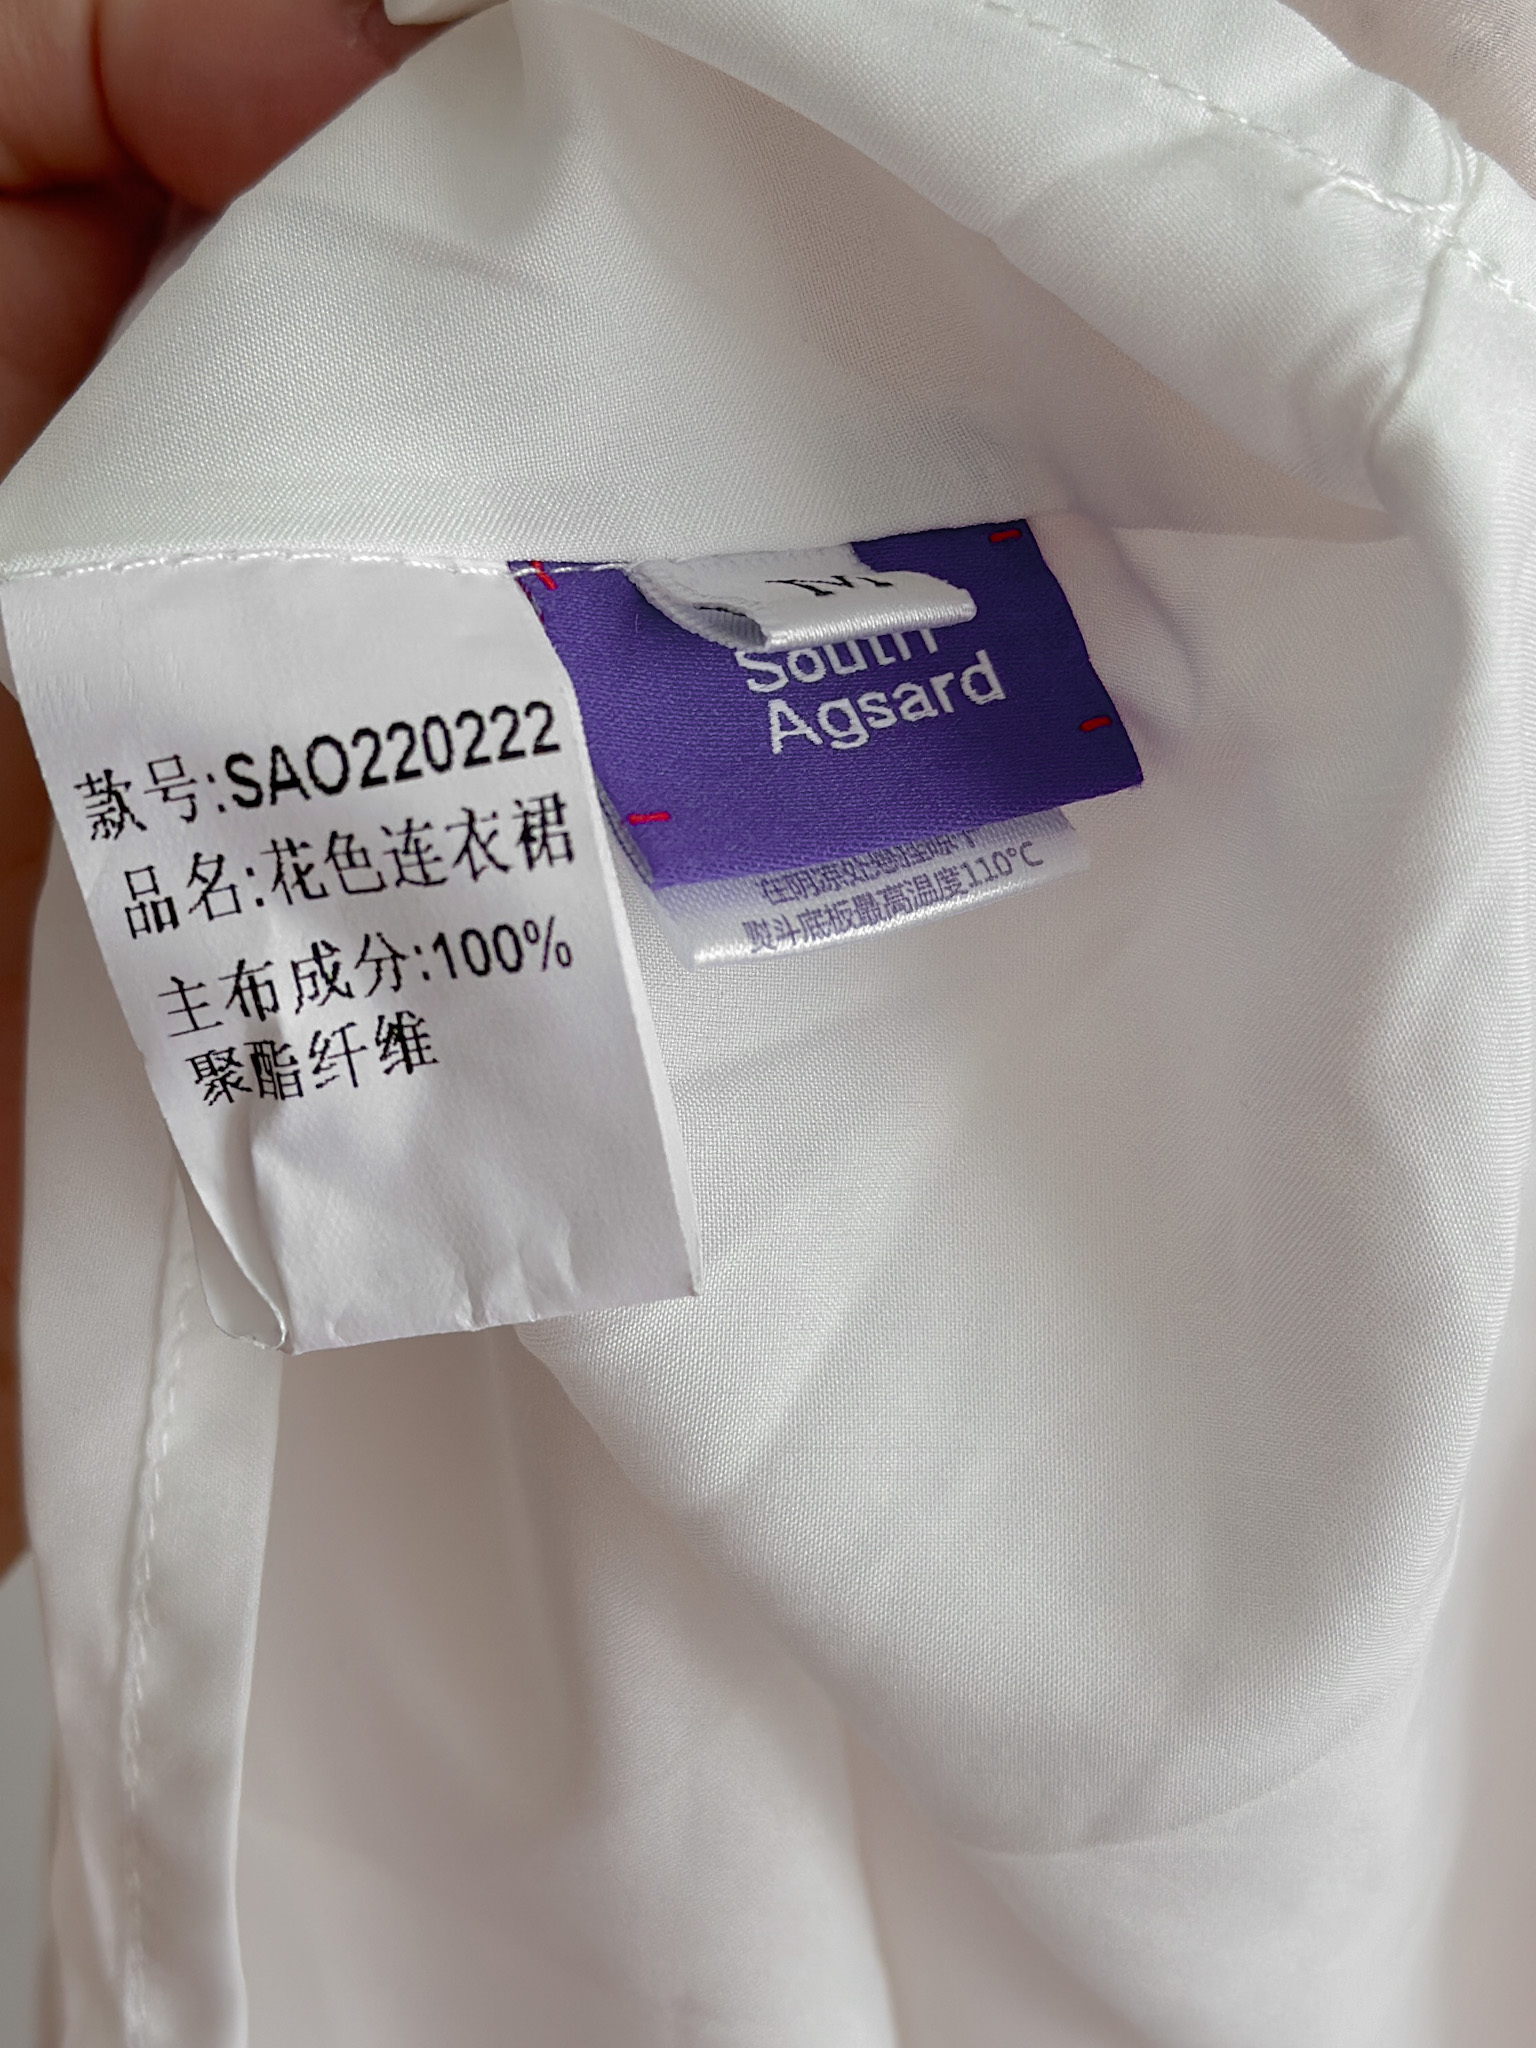 款号:SAO220222
品名:花色连衣裙
主布成分:100%
聚酯纤维
M
South
Agsard
熨斗底板最高温度110°C